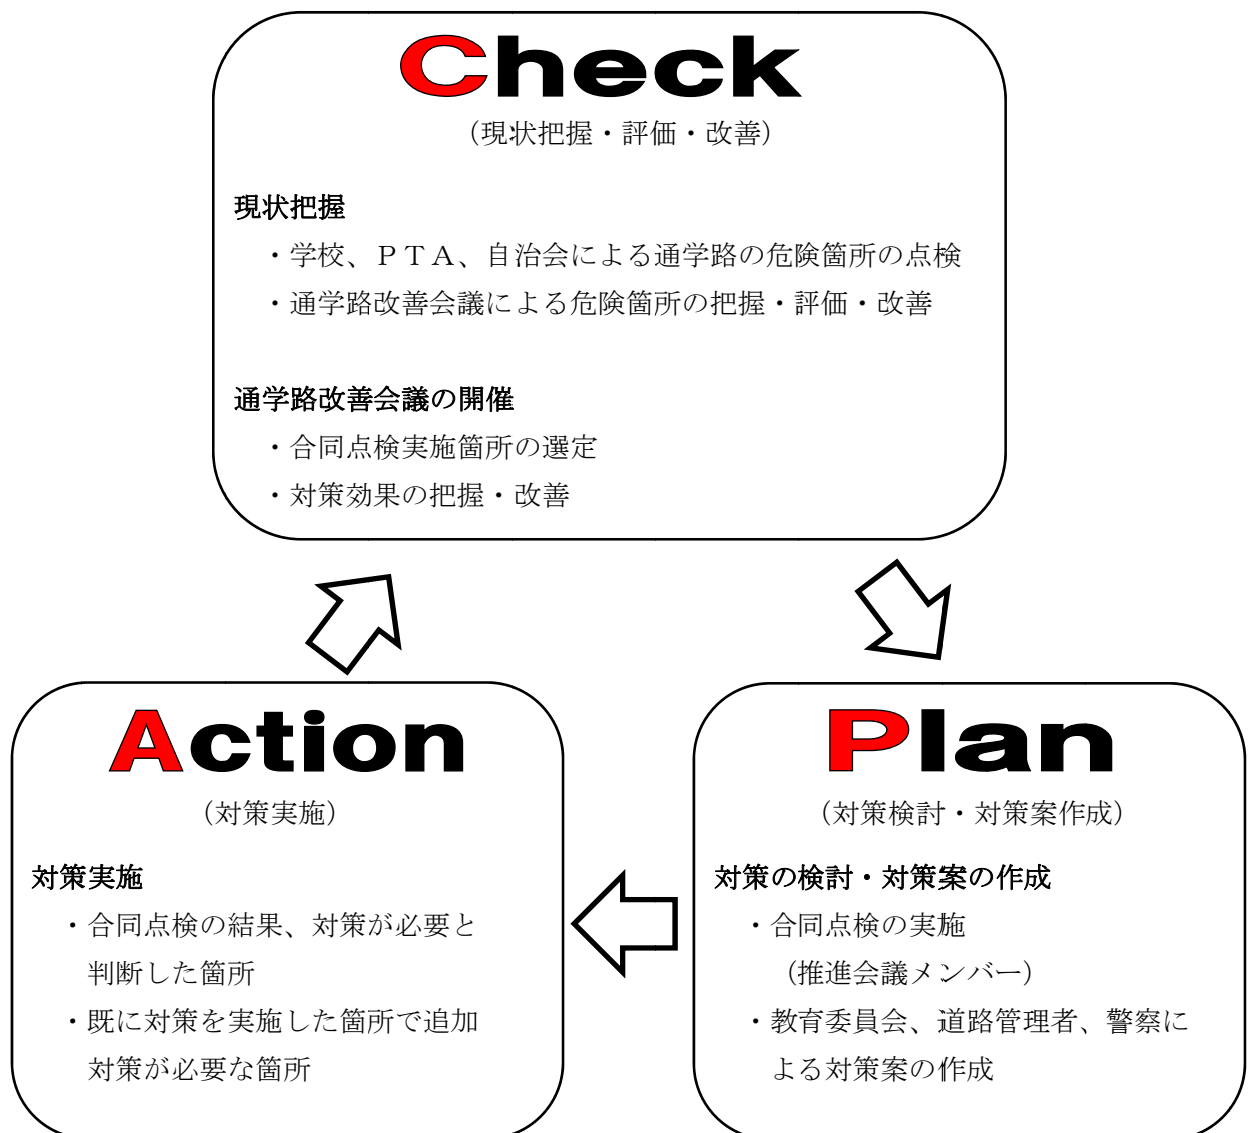 Check
（現状把握・評価・改善）
現状把握
・学校、ＰＴＡ、自治会による通学路の危険箇所の点検
・通学路改善会議による危険箇所の把握・評価・改善
通学路改善会議の開催
・合同点検実施箇所の選定
・対策効果の把握・改善
Action
（対策実施）
対策実施
・合同点検の結果、対策が必要と
判断した箇所
・既に対策を実施した箇所で追加
対策が必要な箇所
Plan
（対策検討・対策案作成）
対策の検討・対策案の作成
・合同点検の実施
（推進会議メンバー）
・教育委員会、道路管理者、警察に
よる対策案の作成